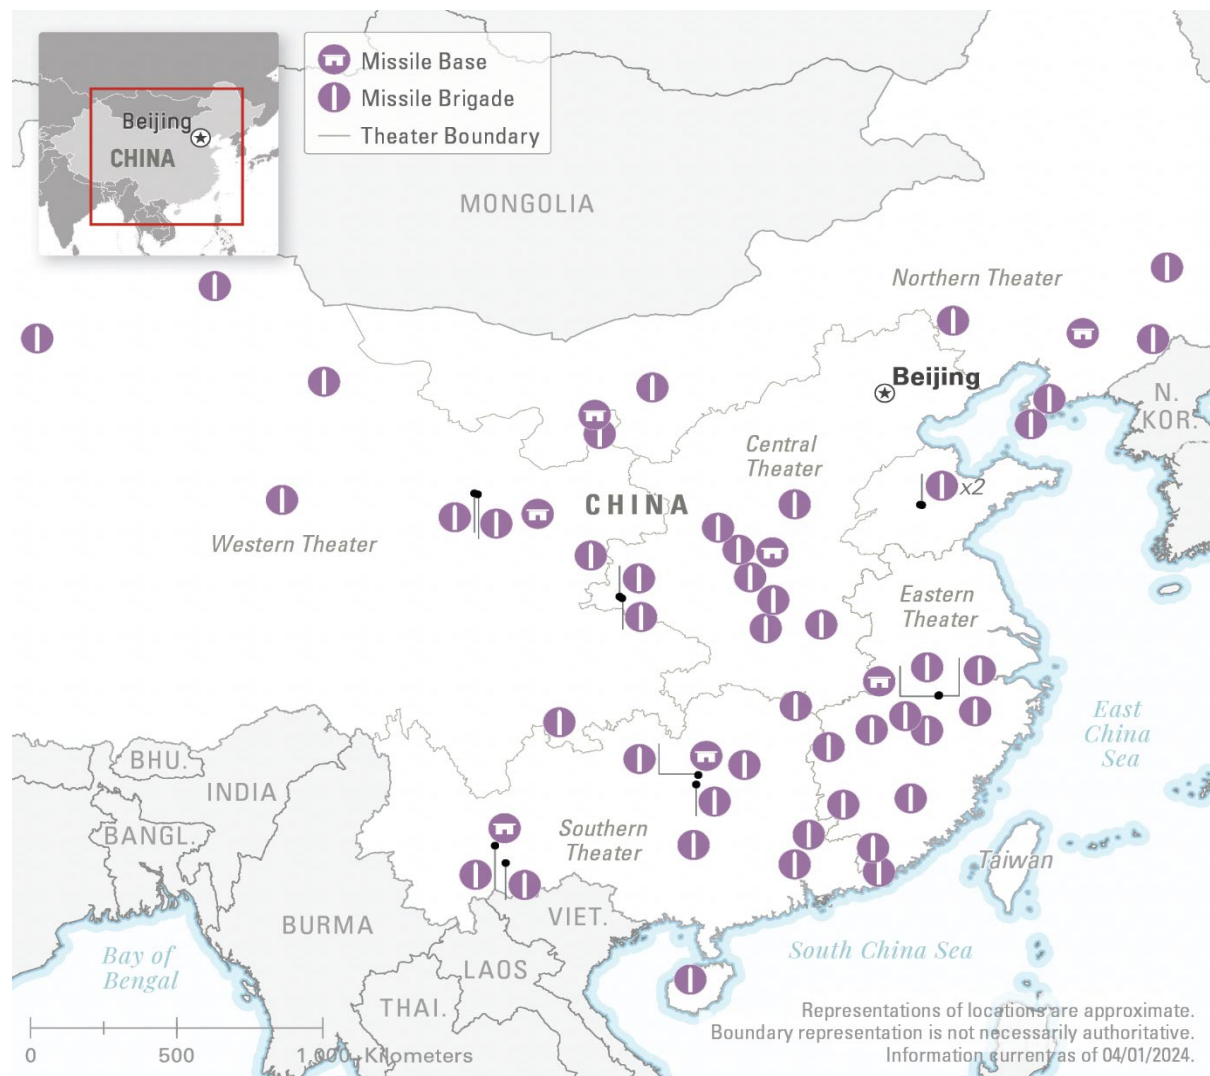 Missile Base
Missile Brigade
Theater Boundary
Beijing
CHINA
MONGOLIA
Northern Theater
Beijing
N.
KOR.
Central
Theater
x2
CHINA
Western Theater
Eastern
Theater
East
China
Sea
BHU.
INDIA
BANGL.
Southern
Theater
Taiwan
BURMA
VIET.
Bay of
Bengal
LAOS
South China Sea
THAI.
Representations of locations are approximate.
Boundary representation is not necessarily authoritative.
Information current as of 04/01/2024.
0 500 1,000 Kilometers